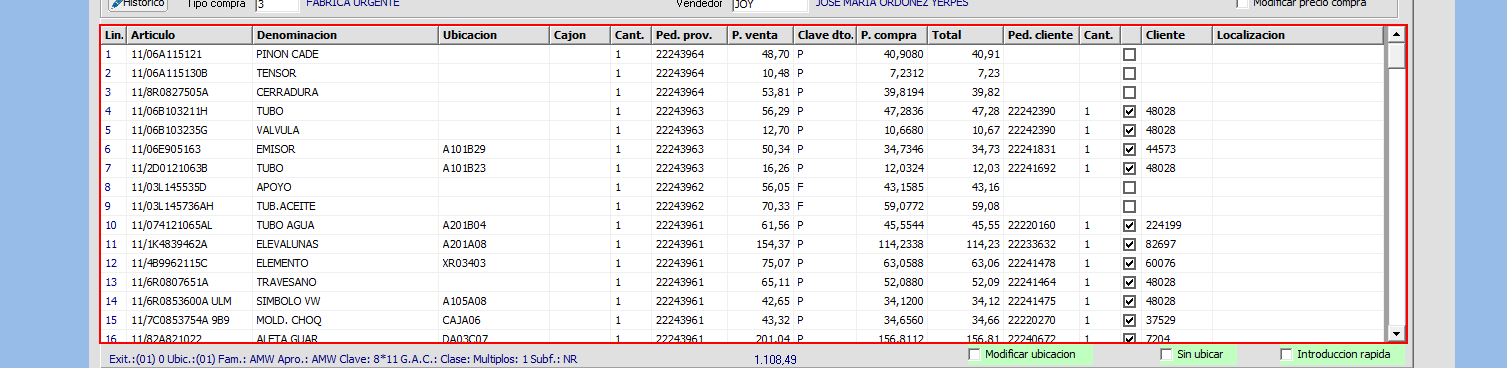 Historico Tipo compra 3 FABRICA URGENTE Vendedor JOY JOSE MARIA ORDOÑEZ YERPES Modificar precio compra
Lin. Articulo Denominacion Ubicacion Cajon Cant. Ped. prov. P. venta Clave dto. P. compra Total Ped. cliente Cant. Cliente Localizacion
1 11/06A115121 PINON CADE 1 22243964 48,70 P 40,9080 40,91
2 11/06A115130B TENSOR 1 22243964 10,48 P 7,2312 7,23
3 11/8R0827505A CERRADURA 1 22243964 53,81 P 39,8194 39,82
4 11/06B103211H TUBO 1 22243963 56,29 P 47,2836 47,28 22242390 1 48028
5 11/06B103235G VALVULA 1 22243963 12,70 P 10,6680 10,67 22242390 1 48028
6 11/06E905163 EMISOR A101B29 1 22243963 50,34 P 34,7346 34,73 22241831 1 44573
7 11/2D0121063B TUBO A101B23 1 22243963 16,26 P 12,0324 12,03 22241692 1 48028
8 11/03L145535D APOYO 1 22243962 56,05 F 43,1585 43,16
9 11/03L145736AH TUB.ACEITE 1 22243962 70,33 F 59,0772 59,08
10 11/074121065AL TUBO AGUA A201B04 1 22243961 61,56 P 45,5544 45,55 22220160 1 224199
11 11/1K4839462A ELEVALUNAS A201A08 1 22243961 154,37 P 114,2338 114,23 22233632 1 82697
12 11/4B9962115C ELEMENTO XR03403 1 22243961 75,07 P 63,0588 63,06 22241478 1 60076
13 11/6R0807651A TRAVESANO 1 22243961 65,11 P 52,0880 52,09 22241464 1 48028
14 11/6R0853600A ULM SIMBOLO VW A105A08 1 22243961 42,65 P 34,1200 34,12 22241475 1 48028
15 11/7C0853754A 9B9 MOLD. CHOQ CAJA06 1 22243961 43,32 P 34,6560 34,66 22220270 1 37529
16 11/82A821022 ALETA GUAR DA03C07 1 22243961 201,04 P 156,8112 156,81 22240672 1 7204
Exit.:(01) 0 Ubic.:(01) Fam.: AMW Apro.: AMW Clave: 8*11 G.A.C.: Clase: Multiplos: 1 Subf.: NR 1.108,49 Modificar ubicacion Sin ubicar Introduccion rapida